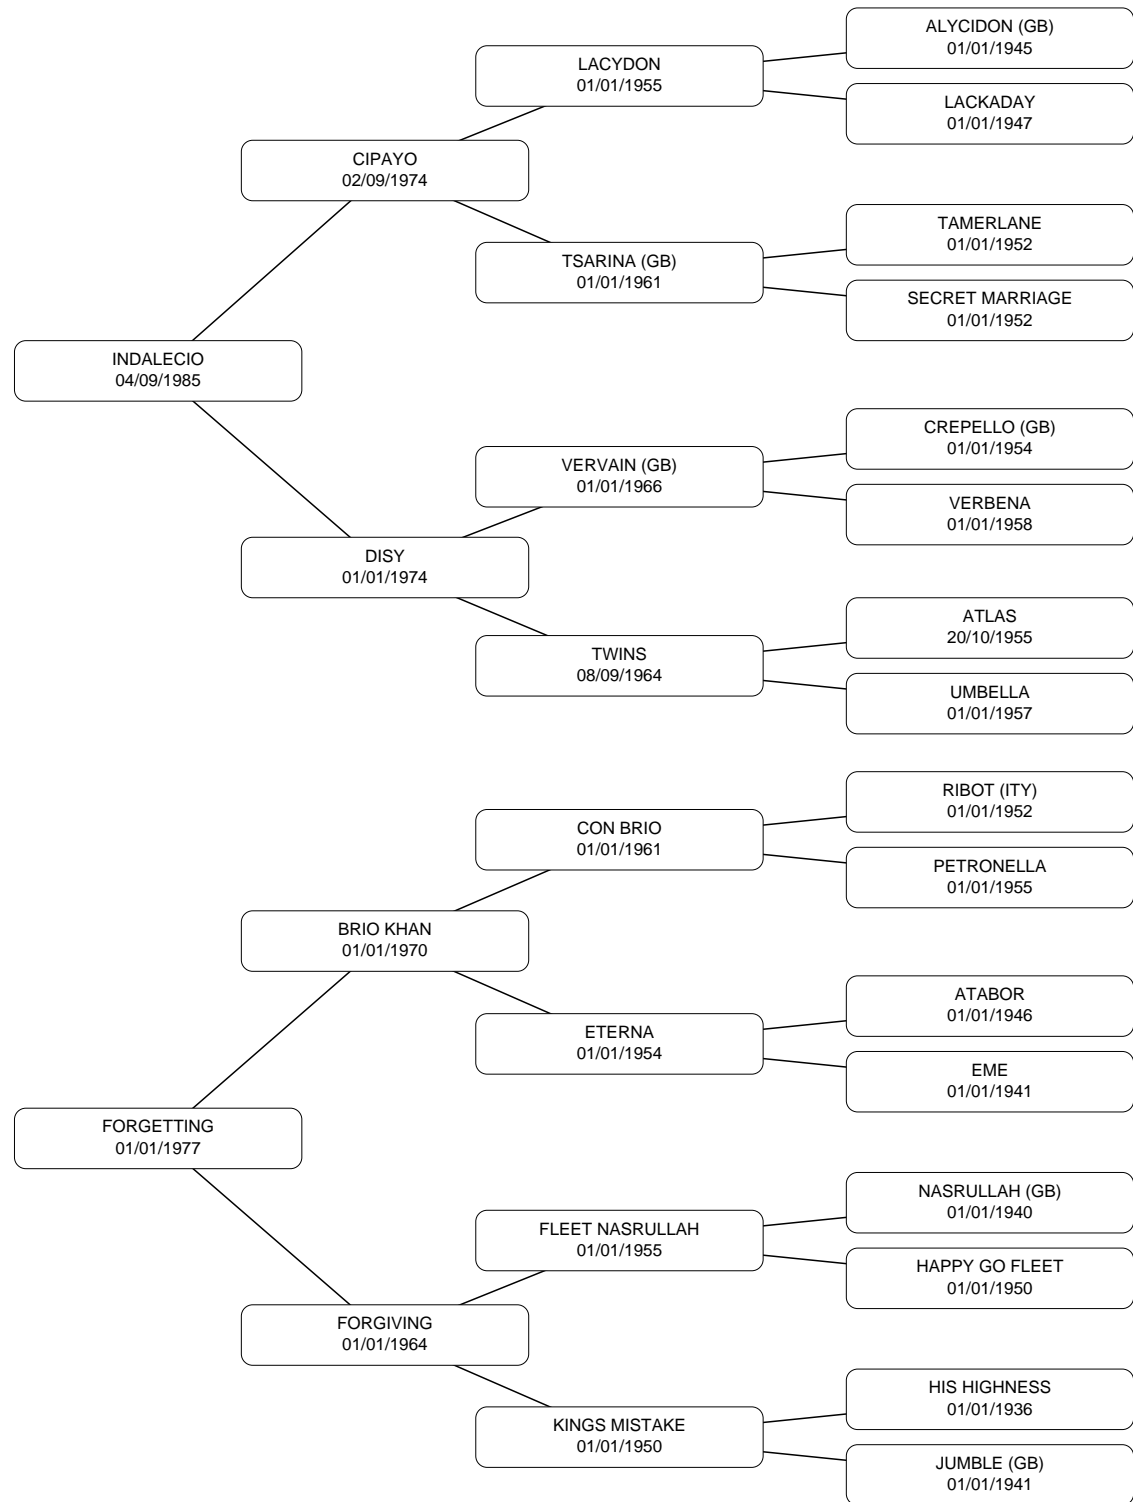 ALYCIDON (GB)
01/01/1945
LACYDON
01/01/1955
LACKADAY
01/01/1947
CIPAYO
02/09/1974
TAMERLANE
01/01/1952
TSARINA (GB)
01/01/1961
SECRET MARRIAGE
01/01/1952
INDALECIO
04/09/1985
CREPELLO (GB)
01/01/1954
VERVAIN (GB)
01/01/1966
VERBENA
01/01/1958
DISY
01/01/1974
ATLAS
20/10/1955
TWINS
08/09/1964
UMBELLA
01/01/1957
RIBOT (ITY)
01/01/1952
CON BRIO
01/01/1961
PETRONELLA
01/01/1955
BRIO KHAN
01/01/1970
ATABOR
01/01/1946
ETERNA
01/01/1954
EME
01/01/1941
FORGETTING
01/01/1977
NASRULLAH (GB)
01/01/1940
FLEET NASRULLAH
01/01/1955
HAPPY GO FLEET
01/01/1950
FORGIVING
01/01/1964
HIS HIGHNESS
01/01/1936
KINGS MISTAKE
01/01/1950
JUMBLE (GB)
01/01/1941